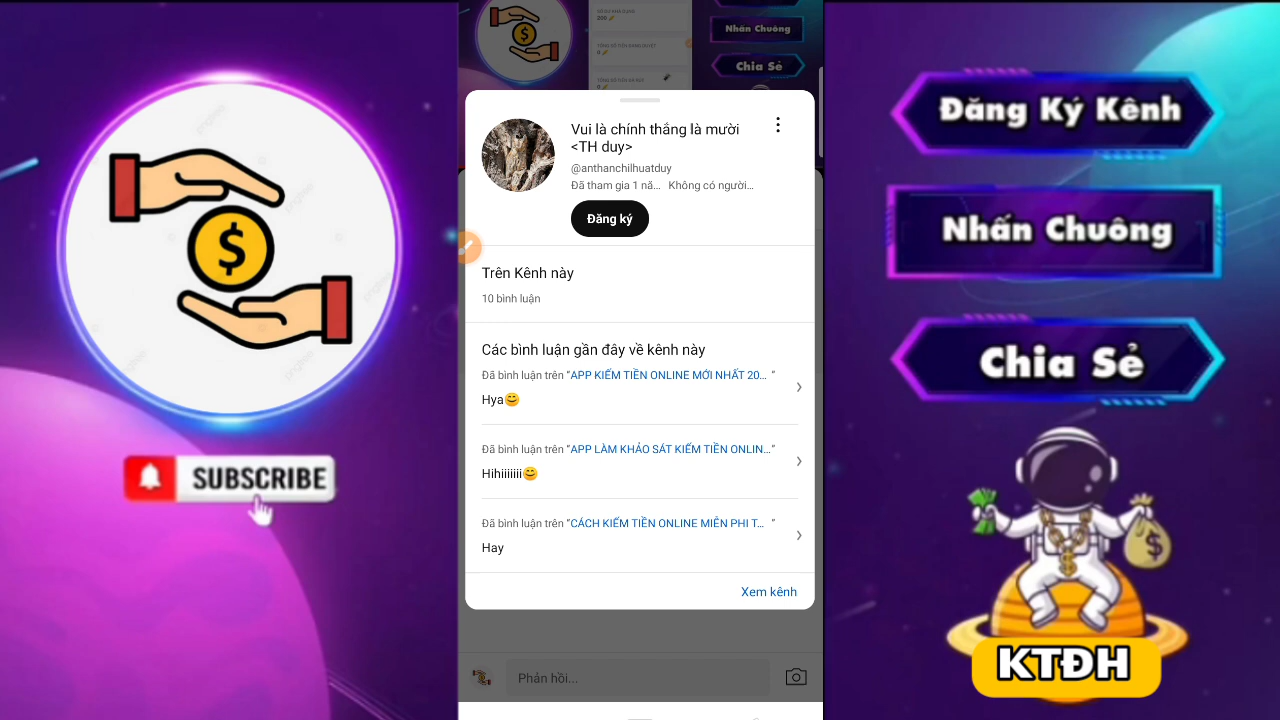 SUBSCRIBE
200
Nhấn Chuông
Chia Sẻ
Vui là chính thắng là mười
<TH duy>
@anthanchilhuatduy
Đã tham gia 1 nă… Không có người…
Đăng ký
Trên Kênh này
10 bình luận
Các bình luận gần đây về kênh này
Đã bình luận trên “APP KIẾM TIỀN ONLINE MỚI NHẤT 20… ”
Hya😊
Đã bình luận trên “APP LÀM KHẢO SÁT KIẾM TIỀN ONLIN…”
Hihiiiiiii😊
Đã bình luận trên “CÁCH KIẾM TIỀN ONLINE MIỄN PHI T… ”
Hay
Xem kênh
Phản hồi...
Đăng Ký Kênh
Nhấn Chuông
Chia Sẻ
KTĐH